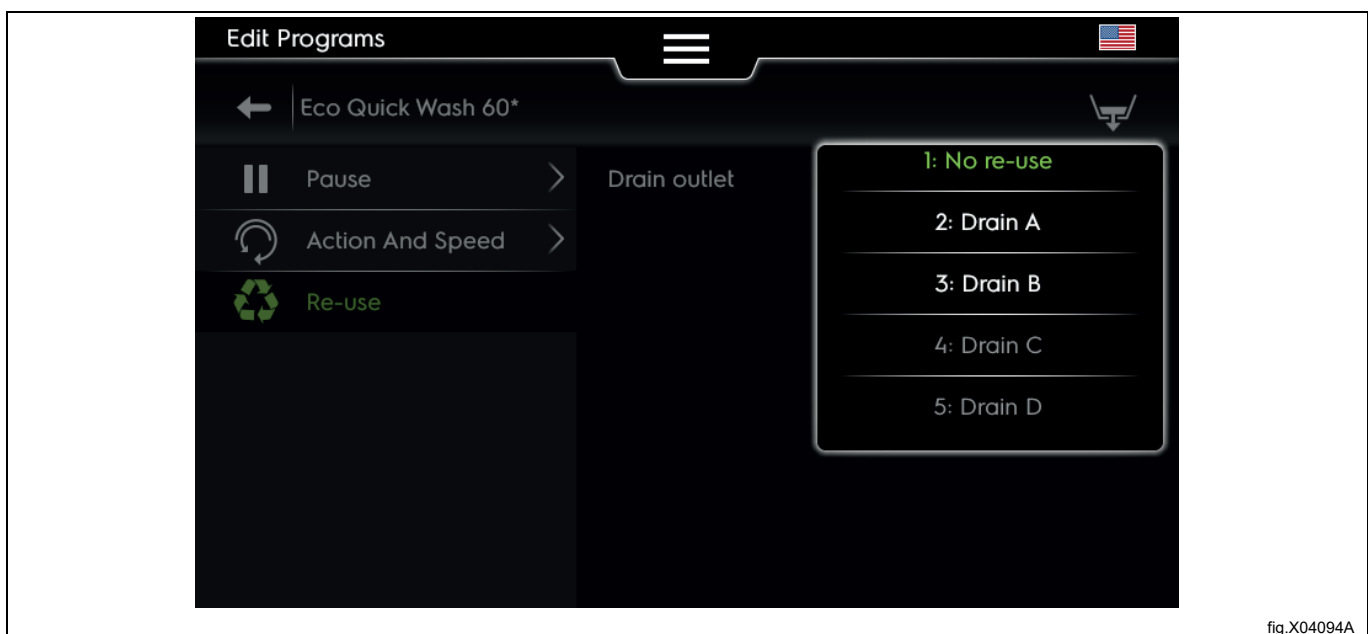 Edit Programs
Eco Quick Wash 60*
Pause
Action And Speed
Re-use
Drain outlet
1: No re-use
2: Drain A
3: Drain B
4: Drain C
5: Drain D
fig.X04094A